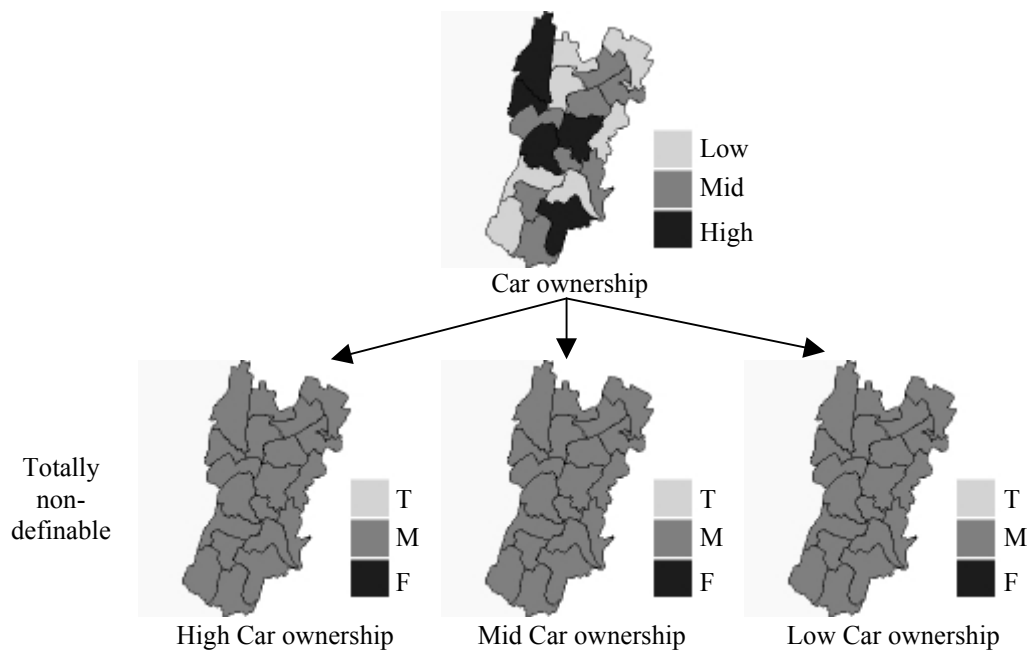 Low
Mid
High
Car ownership
Totally
non-
definable
T
M
F
High Car ownership
T
M
F
Mid Car ownership
T
M
F
Low Car ownership